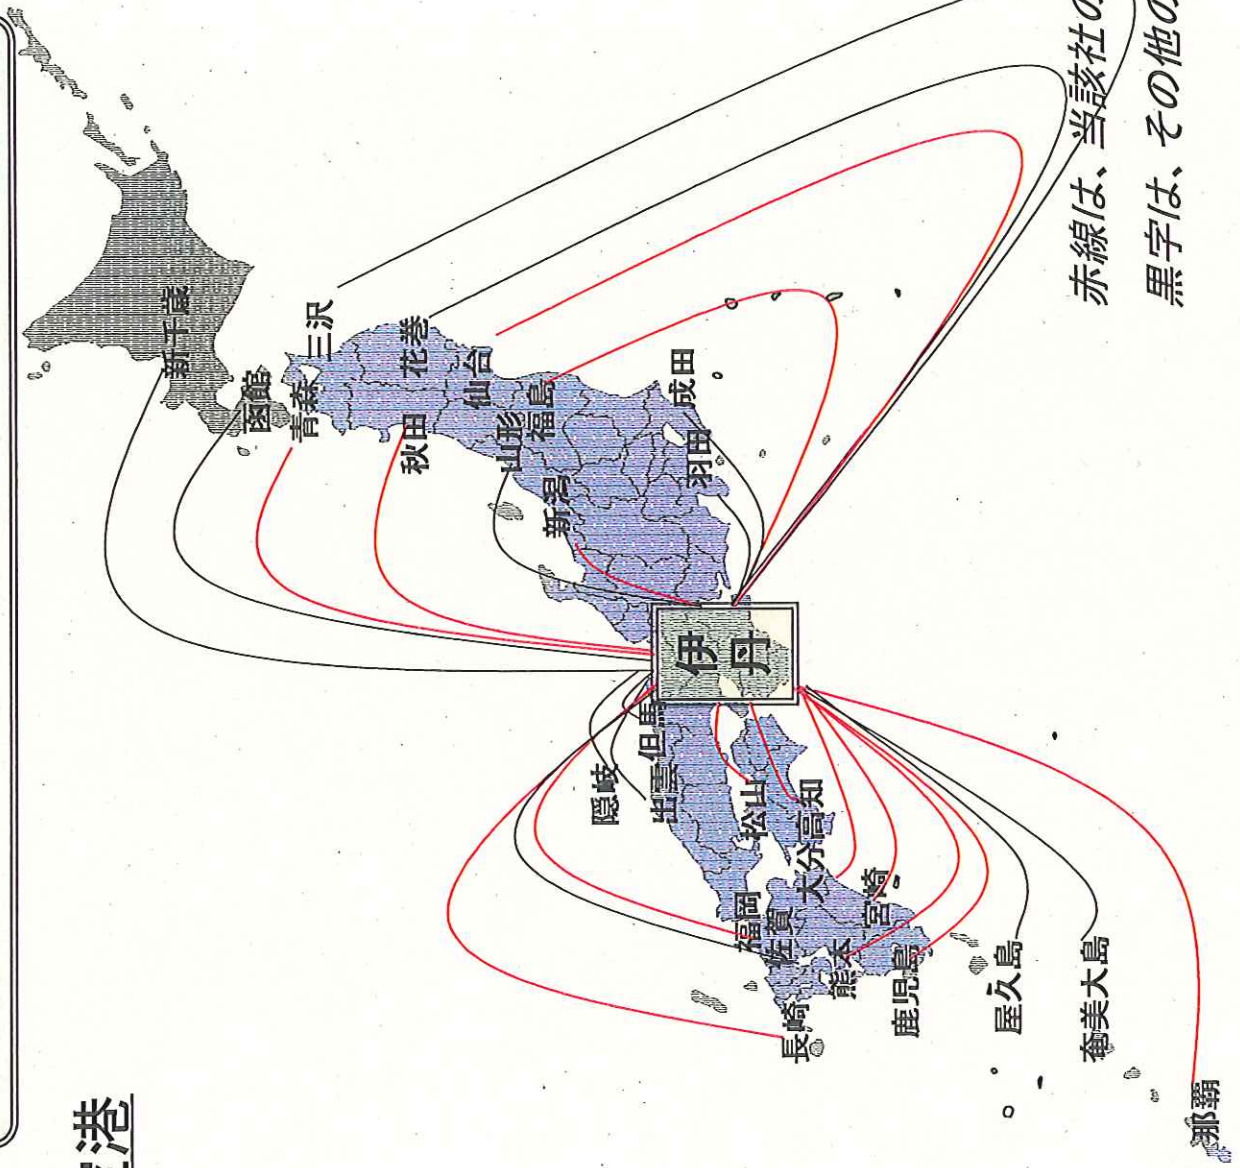 港
新千歳
函館
青森
三沢
秋田
花巻
仙台
山形
福島
新潟
成田
羽田
伊
丹
但馬
隠岐
出雲
松山
高知
大分
福岡
佐賀
宮崎
熊本
長崎
鹿児島
屋久島
奄美大島
那覇
赤線は、当該社の
黒字は、その他の